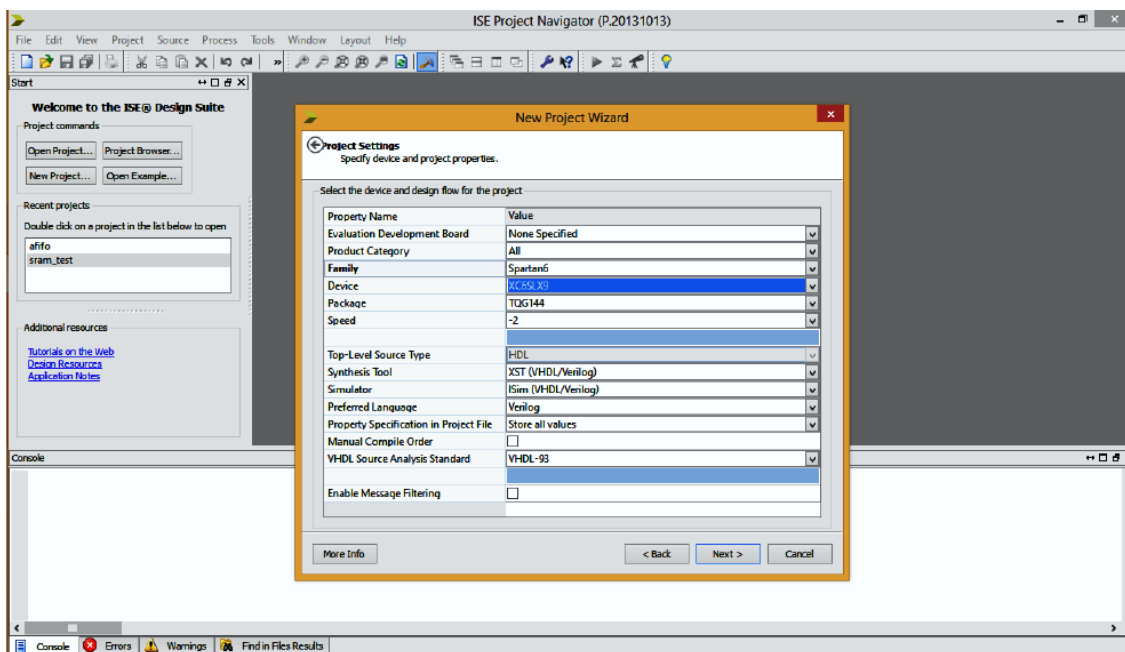 ISE Project Navigator (P.20131013)
File Edit View Project Source Process Tools Window Layout Help
Start
Welcome to the ISE® Design Suite
Project commands
Open Project... Project Browser...
New Project... Open Example...
Recent projects
Double click on a project in the list below to open
afifo
sram_test
Additional resources
Tutorials on the Web
Design Resources
Application Notes
New Project Wizard
Project Settings
Specify device and project properties.
Select the device and design flow for the project
Property Name Value
Evaluation Development Board None Specified
Product Category All
Family Spartan6
Device XC6SLX9
Package TQG144
Speed -2
Top-Level Source Type HDL
Synthesis Tool XST (VHDL/Verilog)
Simulator ISim (VHDL/Verilog)
Preferred Language Verilog
Property Specification in Project File Store all values
Manual Compile Order
VHDL Source Analysis Standard VHDL-93
Enable Message Filtering
More Info < Back Next > Cancel
Console
Console Errors Warnings Find in Files Results